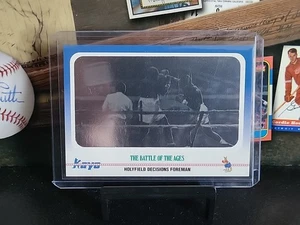 THE BATTLE OF THE AGES
Kayo
HOLYFIELD DECISIONS FOREMAN